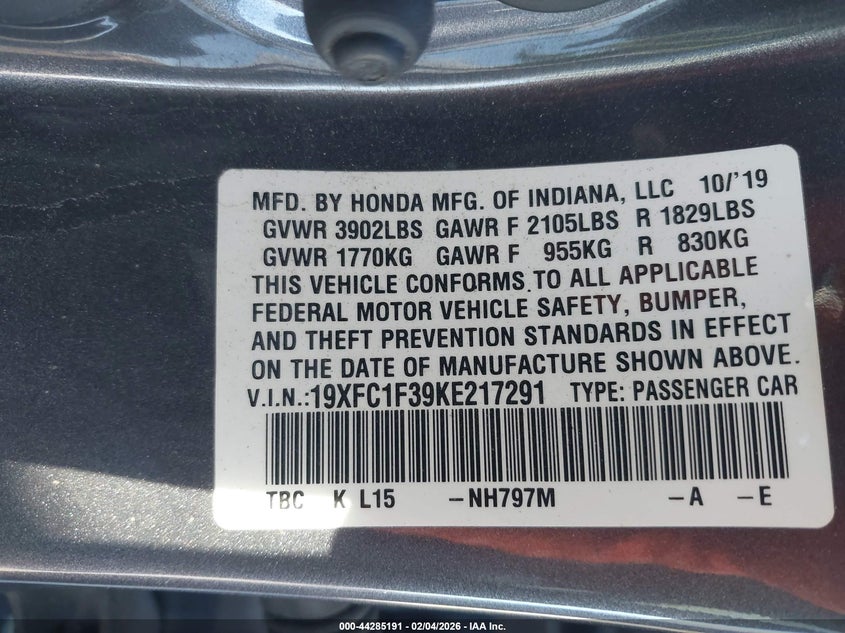 MFD. BY HONDA MFG. OF INDIANA, LLC 10/'19
GVWR 3902LBS GAWR F 2105LBS R 1829LBS
GVWR 1770KG GAWR F 955KG R 830KG
THIS VEHICLE CONFORMS TO ALL APPLICABLE
FEDERAL MOTOR VEHICLE SAFETY, BUMPER,
AND THEFT PREVENTION STANDARDS IN EFFECT
ON THE DATE OF MANUFACTURE SHOWN ABOVE.
V.I.N.:19XFC1F39KE217291 TYPE: PASSENGER CAR
TBC K L15 -NH797M -A -E
000-44285191 - 02/04/2026 - IAA Inc.